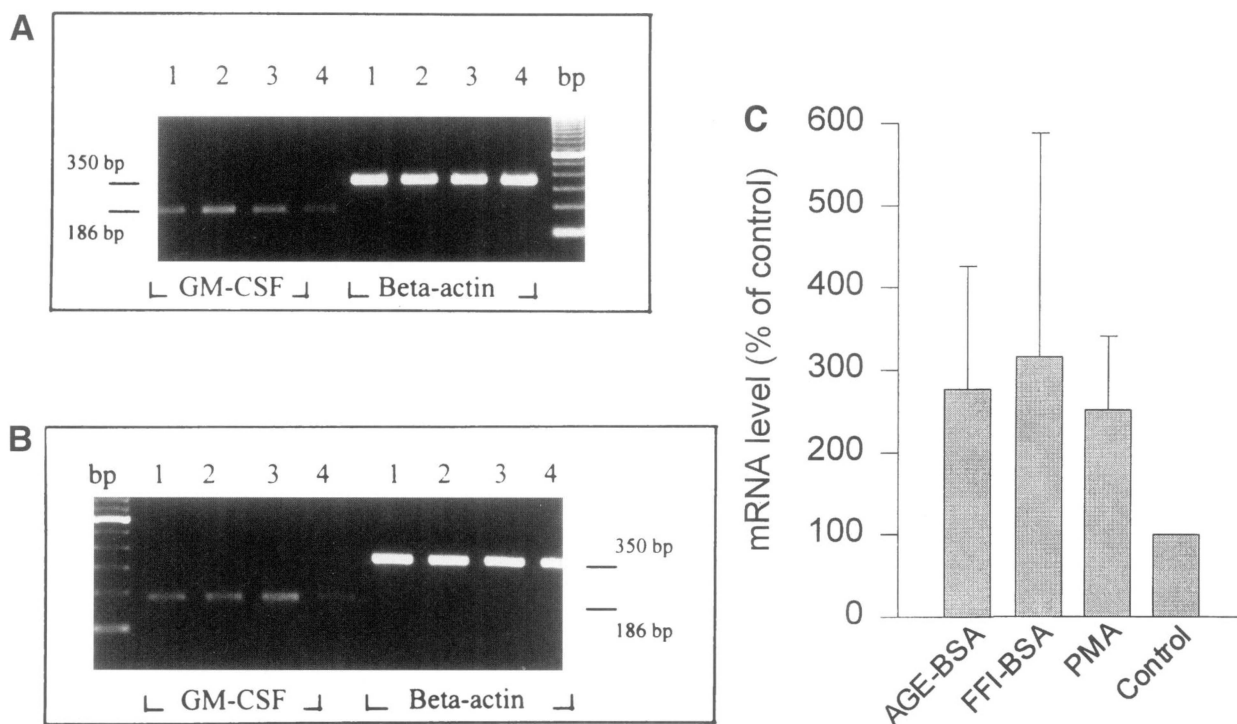 A
1 2 3 4 1 2 3 4 bp
350 bp
186 bp
GM-CSF Beta-actin
B
bp 1 2 3 4 1 2 3 4
350 bp
186 bp
GM-CSF Beta-actin
C
mRNA level (% of control)
600
500
400
300
200
100
0
AGE-BSA
FFI-BSA
PMA
Control